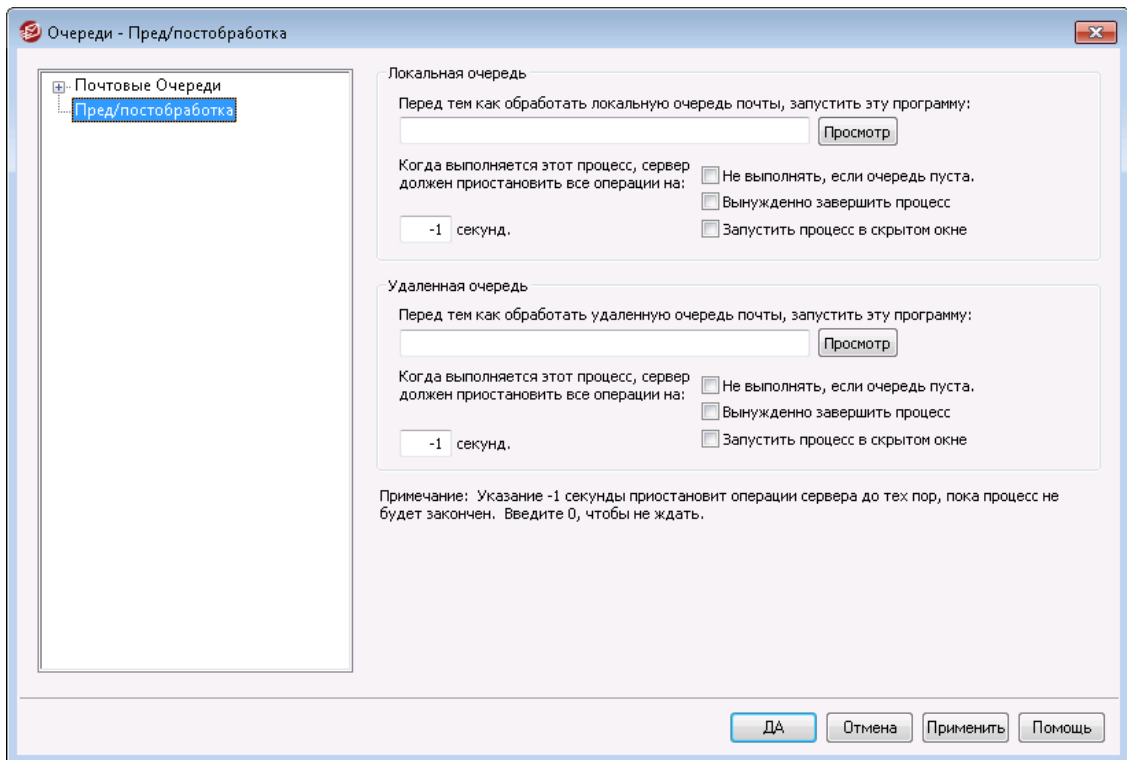 Очереди - Пред/постобработка
Почтовые Очереди
Пред/постобработка
Локальная очередь
Перед тем как обработать локальную очередь почты, запустить эту программу:
Просмотр
Когда выполняется этот процесс, сервер
должен приостановить все операции на:
Не выполнять, если очередь пуста.
Вынужденно завершить процесс
-1 секунд.
Запустить процесс в скрытом окне
Удаленная очередь
Перед тем как обработать удаленную очередь почты, запустить эту программу:
Просмотр
Когда выполняется этот процесс, сервер
должен приостановить все операции на:
Не выполнять, если очередь пуста.
Вынужденно завершить процесс
-1 секунд.
Запустить процесс в скрытом окне
Примечание: Указание -1 секунды приостановит операции сервера до тех пор, пока процесс не
будет закончен. Введите 0, чтобы не ждать.
ДА Отмена Применить Помощь